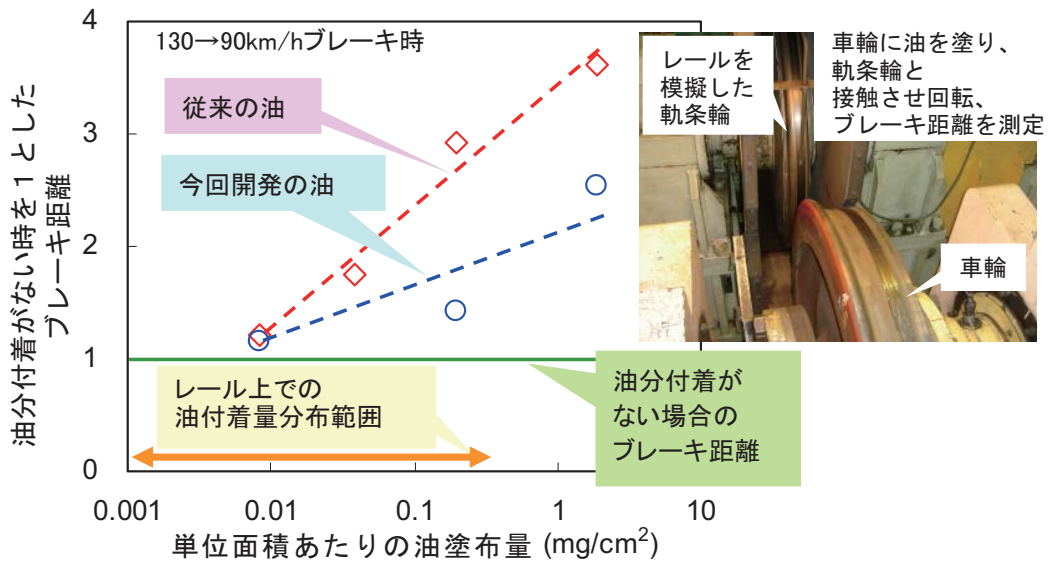 油分付着がない時を1とした
ブレーキ距離
4
3
2
1
0
130→90km/hブレーキ時
従来の油
今回開発の油
レール上での
油付着量分布範囲
油分付着が
ない場合の
ブレーキ距離
0.001
0.01
0.1
1
10
単位面積あたりの油塗布量 (mg/cm²)
レールを
模擬した
軌条輪
車輪に油を塗り、
軌条輪と
接触させ回転、
ブレーキ距離を測定
車輪